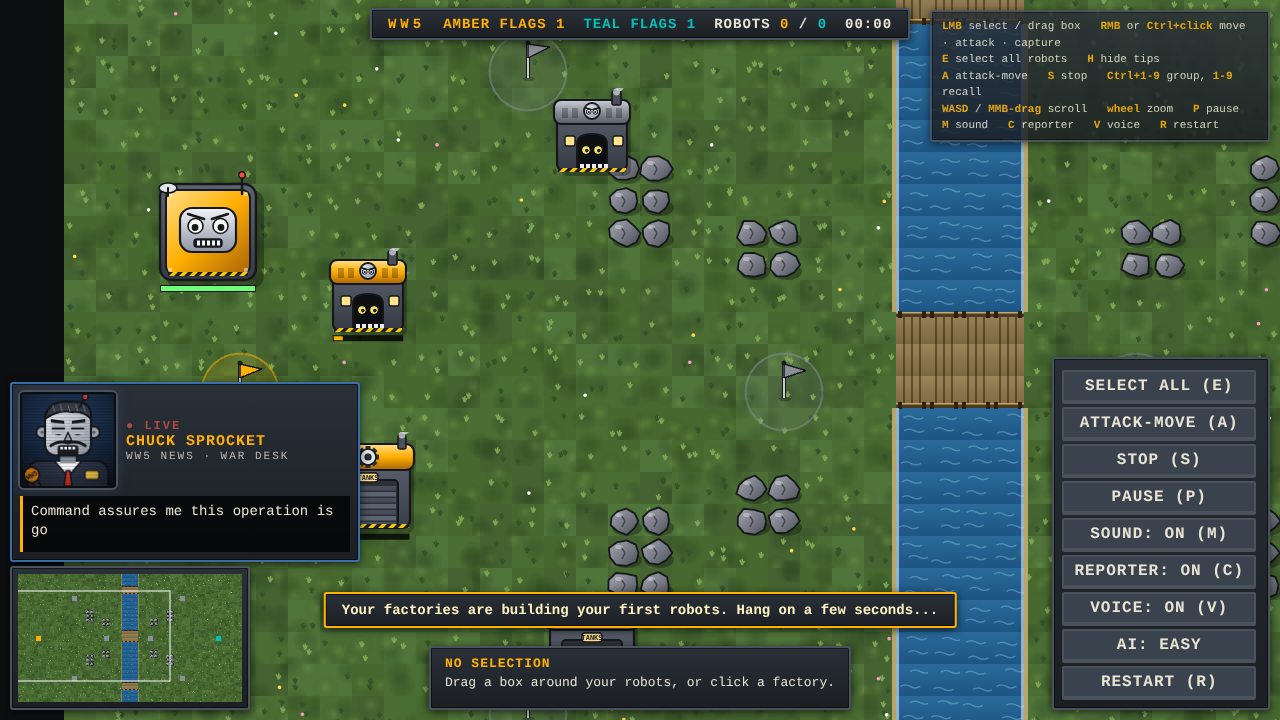 WW5 AMBER FLAGS 1 TEAL FLAGS 1 ROBOTS 0 / 0 00:00
LMB select / drag box RMB or Ctrl+click move
· attack · capture
E select all robots H hide tips
A attack-move S stop Ctrl+1-9 group, 1-9
recall
WASD / MMB-drag scroll wheel zoom P pause
M sound C reporter V voice R restart
● LIVE
CHUCK SPROCKET
WW5 NEWS · WAR DESK
Command assures me this operation is
go
TANKS
TANKS
Your factories are building your first robots. Hang on a few seconds...
NO SELECTION
Drag a box around your robots, or click a factory.
SELECT ALL (E)
ATTACK-MOVE (A)
STOP (S)
PAUSE (P)
SOUND: ON (M)
REPORTER: ON (C)
VOICE: ON (V)
AI: EASY
RESTART (R)